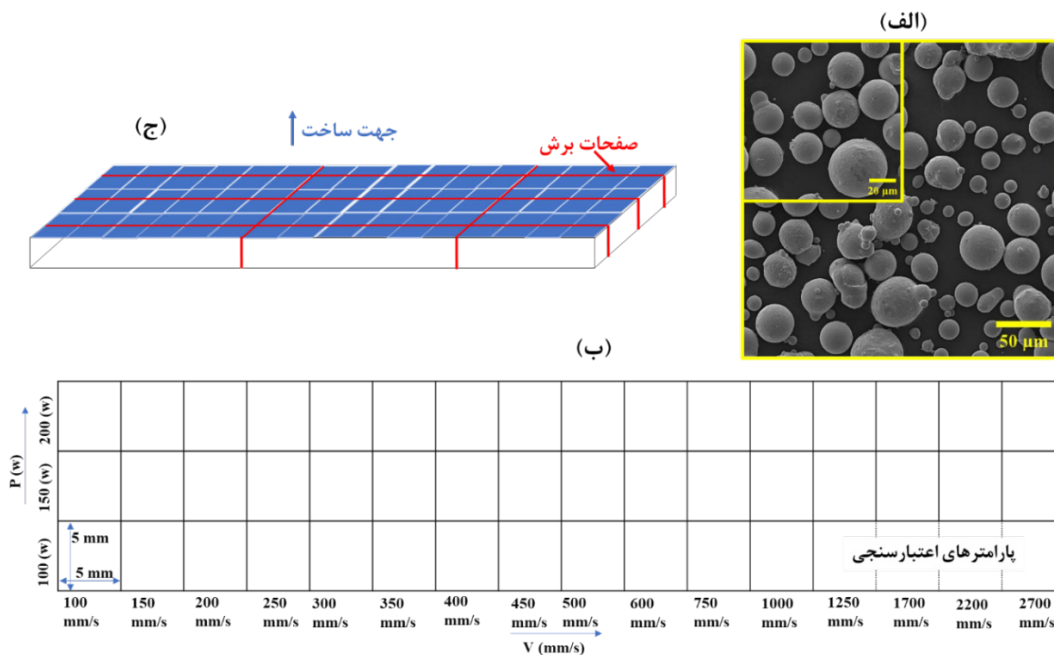 (الف)
20 µm
50 µm
(ج)
جهت ساخت
صفحات برش
(ب)
P (w)
200 (w)
150 (w)
100 (w)
5 mm
5 mm
پارامترهای اعتبارسنجی
100 150 200 250 300 350 400 450 500 600 750 1000 1250 1700 2200 2700
mm/s mm/s mm/s mm/s mm/s mm/s mm/s mm/s mm/s mm/s mm/s mm/s mm/s mm/s mm/s mm/s
V (mm/s)